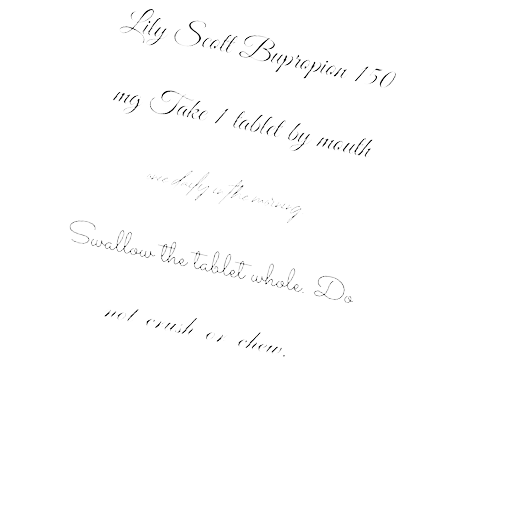 Lily Scott Bupropion 150
mg Take 1 tablet by mouth
once daily in the morning
Swallow the tablet whole. Do
not crush or chew.